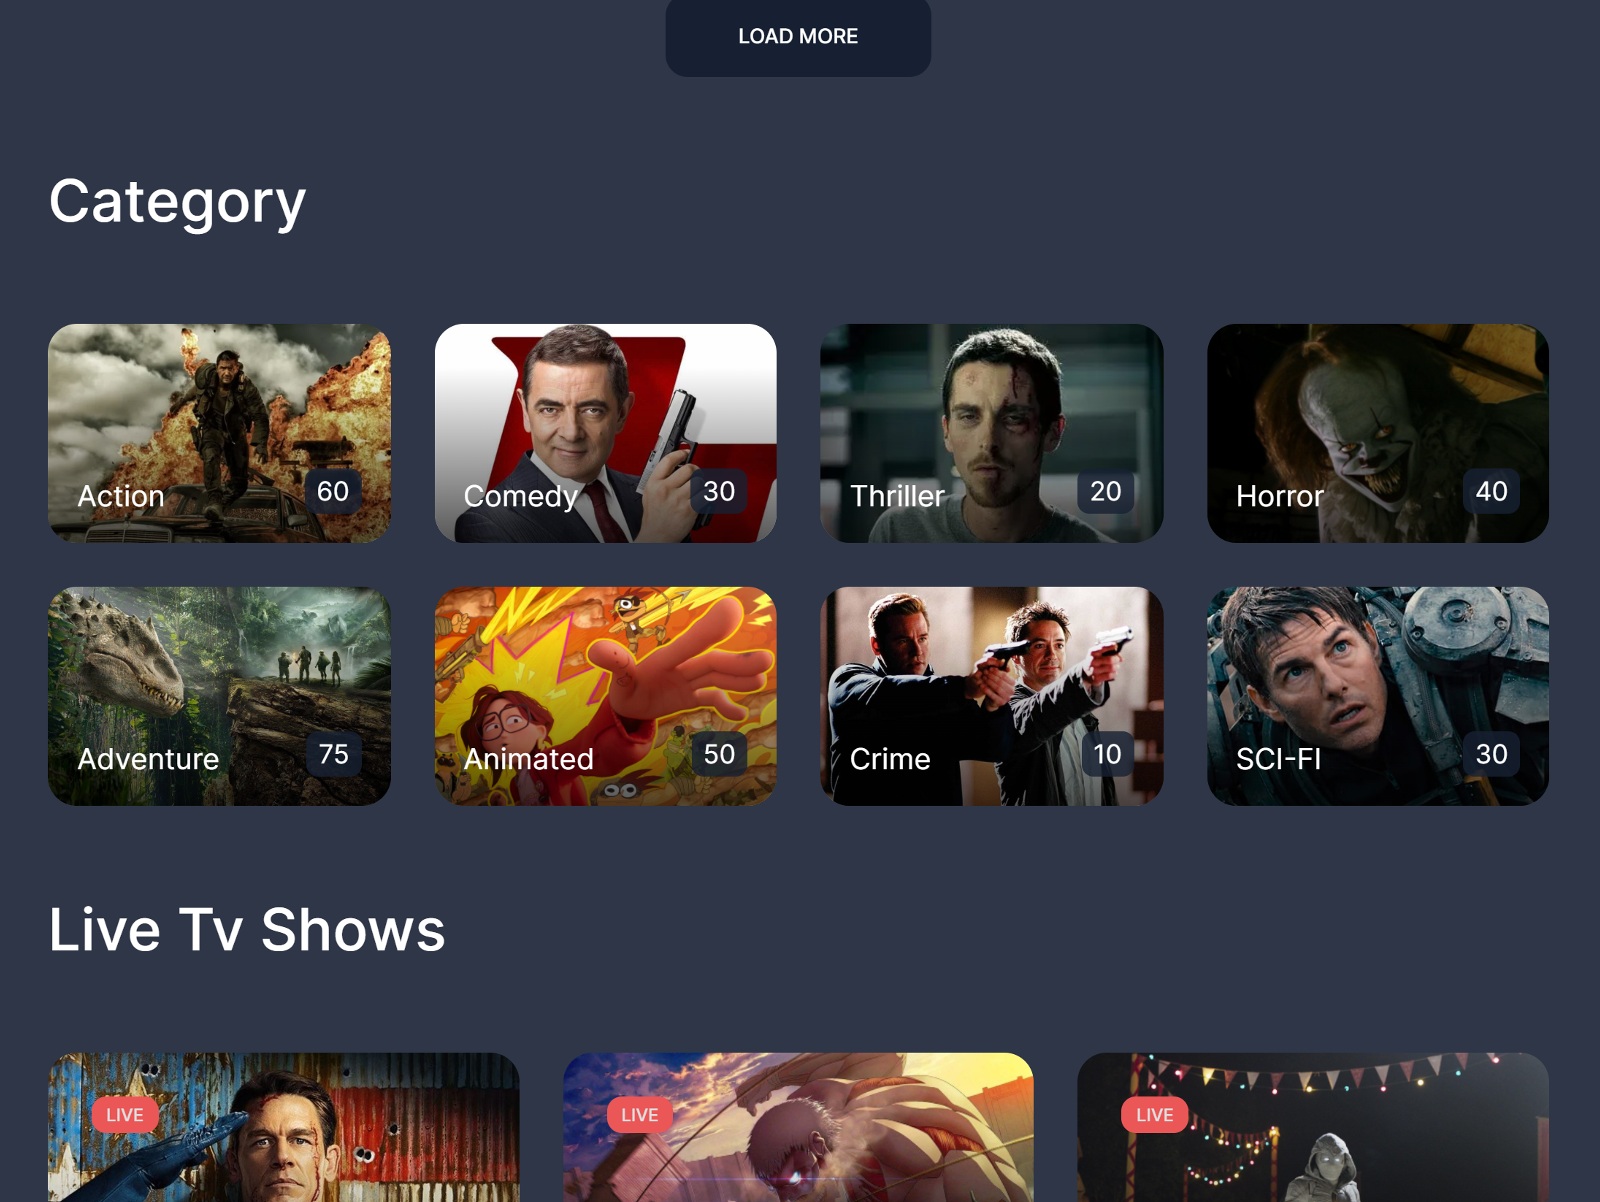 LOAD MORE
Category
Action
60
Comedy
30
Thriller
20
Horror
40
Adventure
75
Animated
50
Crime
10
SCI-FI
30
Live Tv Shows
LIVE
LIVE
LIVE